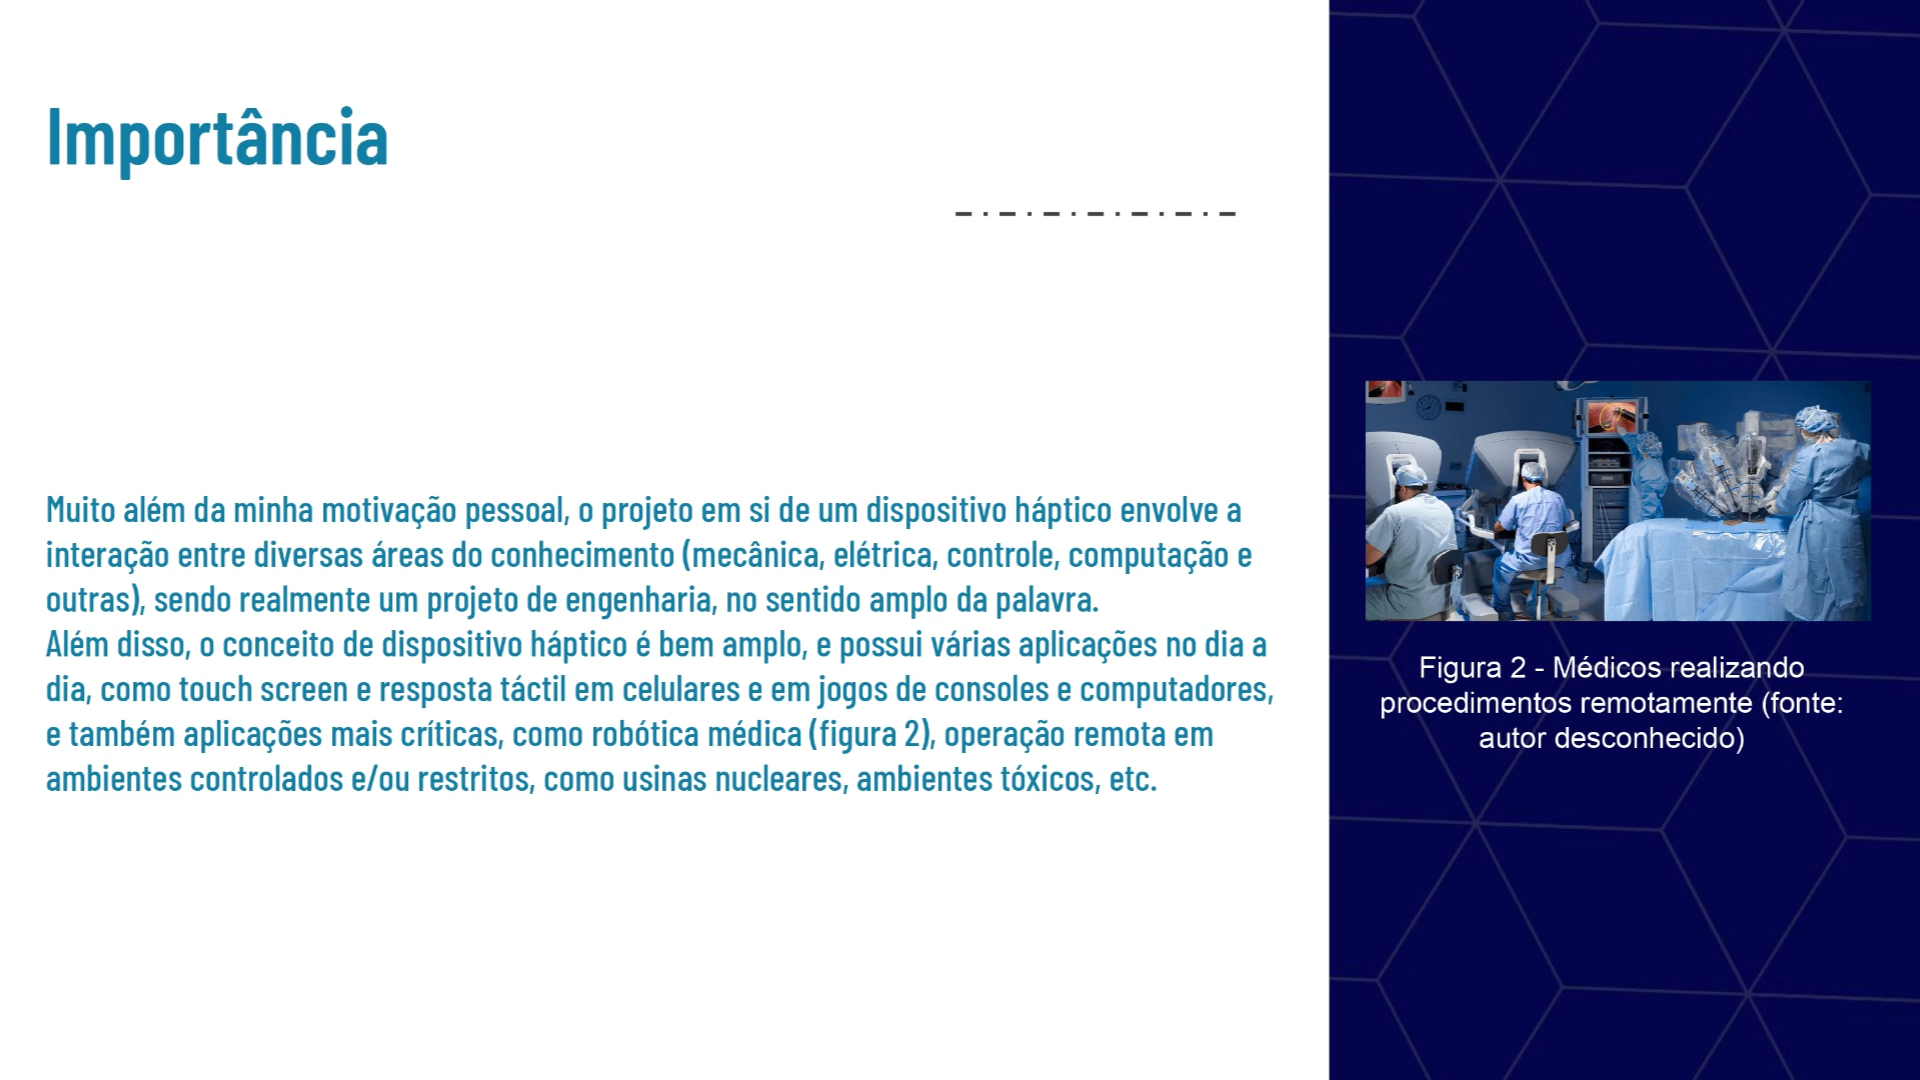 Importância
Muito além da minha motivação pessoal, o projeto em si de um dispositivo háptico envolve a
interação entre diversas áreas do conhecimento (mecânica, elétrica, controle, computação e
outras), sendo realmente um projeto de engenharia, no sentido amplo da palavra.
Além disso, o conceito de dispositivo háptico é bem amplo, e possui várias aplicações no dia a
dia, como touch screen e resposta táctil em celulares e em jogos de consoles e computadores,
e também aplicações mais críticas, como robótica médica (figura 2), operação remota em
ambientes controlados e/ou restritos, como usinas nucleares, ambientes tóxicos, etc.
Figura 2 - Médicos realizando
procedimentos remotamente (fonte:
autor desconhecido)